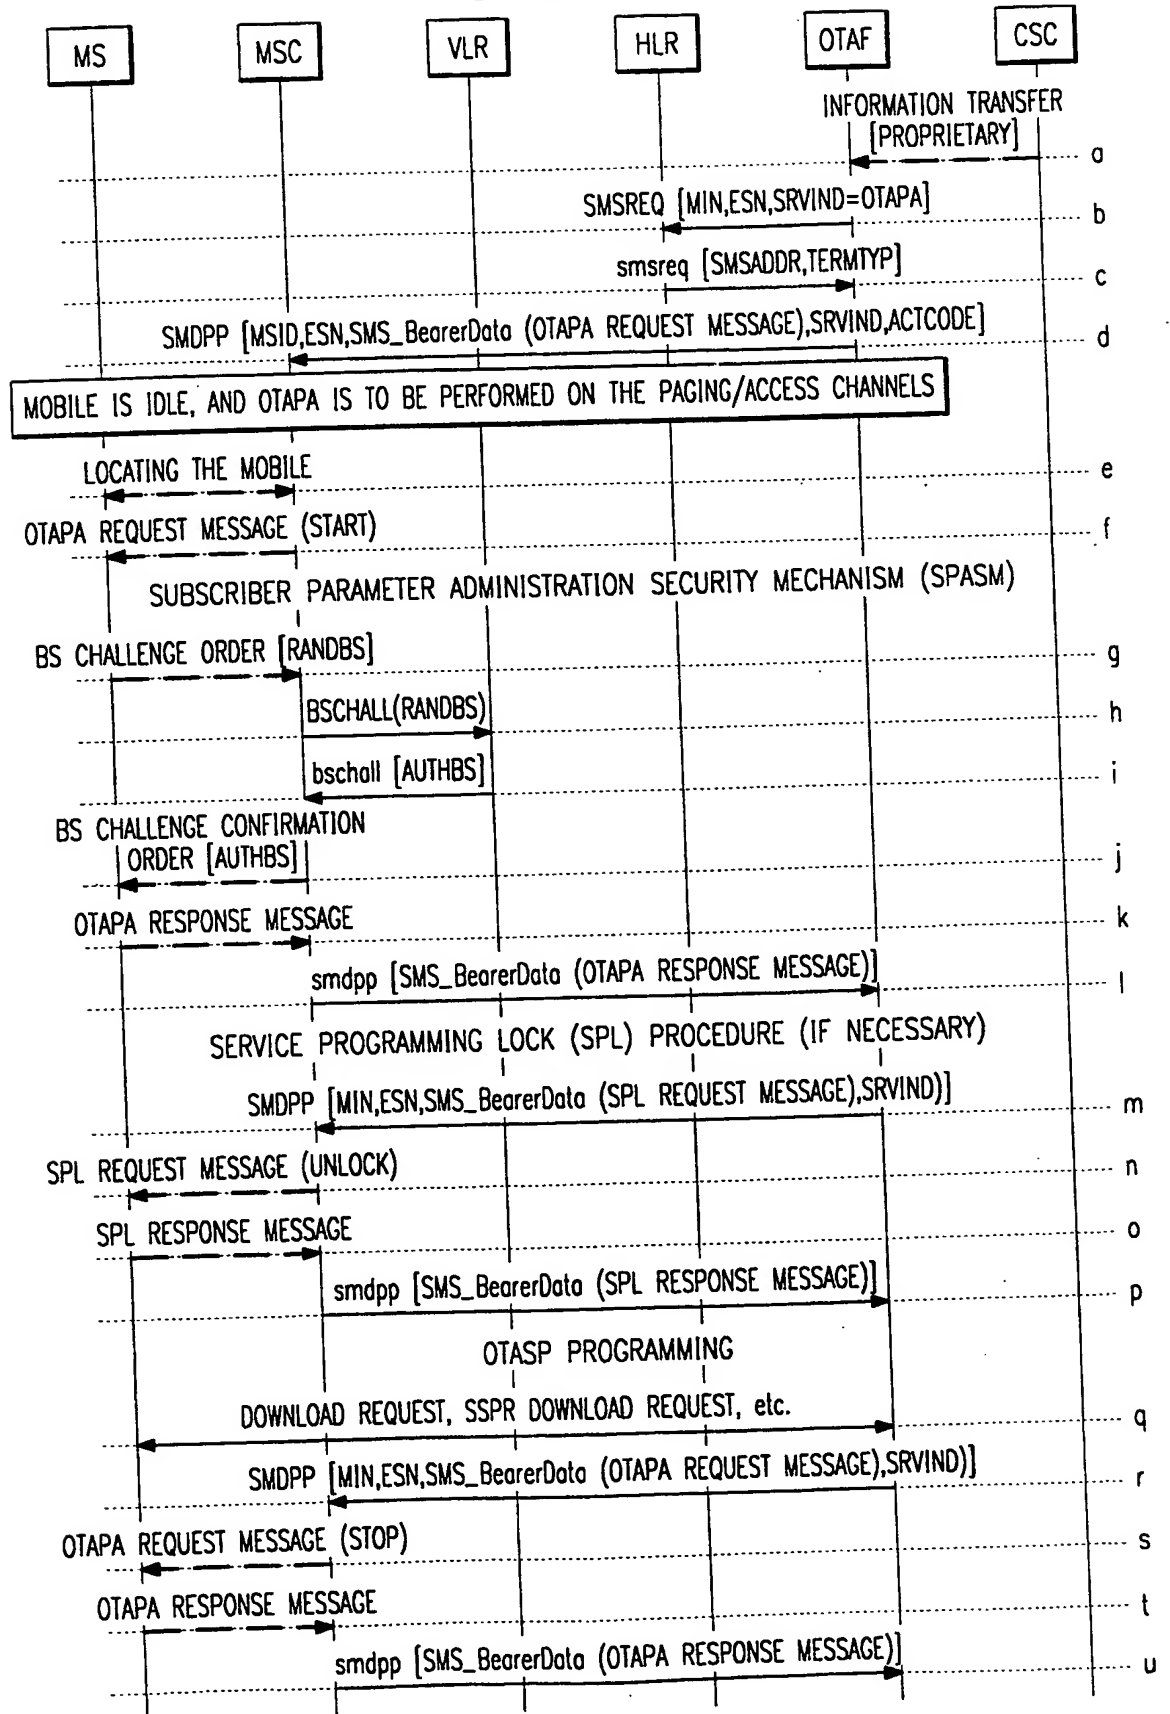 MS MSC VLR HLR OTAF CSC
INFORMATION TRANSFER
[PROPRIETARY]
a
SMSREQ [MIN,ESN,SRVIND=OTAPA]
b
smsreq [SMSADDR,TERMTYP]
c
SMDPP [MSID,ESN,SMS_BearerData (OTAPA REQUEST MESSAGE),SRVIND,ACTCODE]
d
MOBILE IS IDLE, AND OTAPA IS TO BE PERFORMED ON THE PAGING/ACCESS CHANNELS
LOCATING THE MOBILE
e
OTAPA REQUEST MESSAGE (START)
f
SUBSCRIBER PARAMETER ADMINISTRATION SECURITY MECHANISM (SPASM)
BS CHALLENGE ORDER [RANDBS]
g
BSCHALL(RANDBS)
h
bschall [AUTHBS]
i
BS CHALLENGE CONFIRMATION
ORDER [AUTHBS]
j
OTAPA RESPONSE MESSAGE
k
smdpp [SMS_BearerData (OTAPA RESPONSE MESSAGE)]
l
SERVICE PROGRAMMING LOCK (SPL) PROCEDURE (IF NECESSARY)
SMDPP [MIN,ESN,SMS_BearerData (SPL REQUEST MESSAGE),SRVIND)]
m
SPL REQUEST MESSAGE (UNLOCK)
n
SPL RESPONSE MESSAGE
o
smdpp [SMS_BearerData (SPL RESPONSE MESSAGE)]
p
OTASP PROGRAMMING
DOWNLOAD REQUEST, SSPR DOWNLOAD REQUEST, etc.
q
SMDPP [MIN,ESN,SMS_BearerData (OTAPA REQUEST MESSAGE),SRVIND)]
r
OTAPA REQUEST MESSAGE (STOP)
s
OTAPA RESPONSE MESSAGE
t
smdpp [SMS_BearerData (OTAPA RESPONSE MESSAGE)]
u